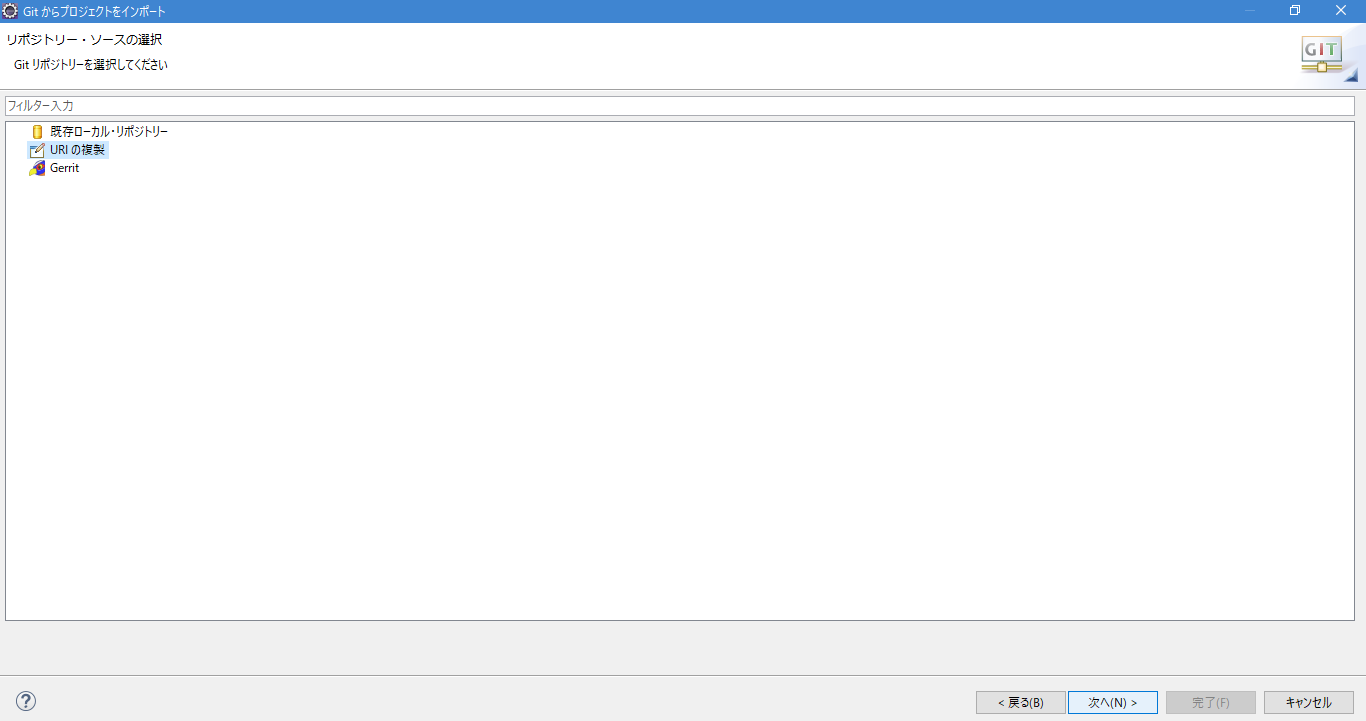 Git からプロジェクトをインポート
リポジトリー・ソースの選択
Git リポジトリーを選択してください
GIT
フィルター入力
既存ローカル・リポジトリー
URI の複製
Gerrit
?
< 戻る(B)
次へ(N) >
完了(F)
キャンセル